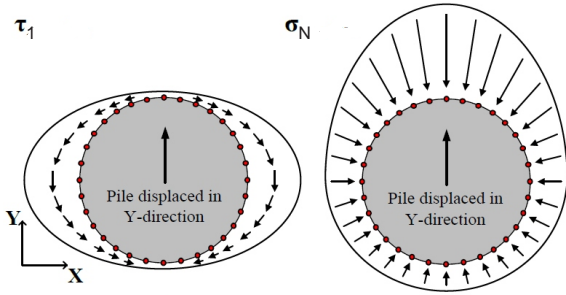 τ1
σN
Pile displaced in
Y-direction
Pile displaced in
Y-direction
Y
X